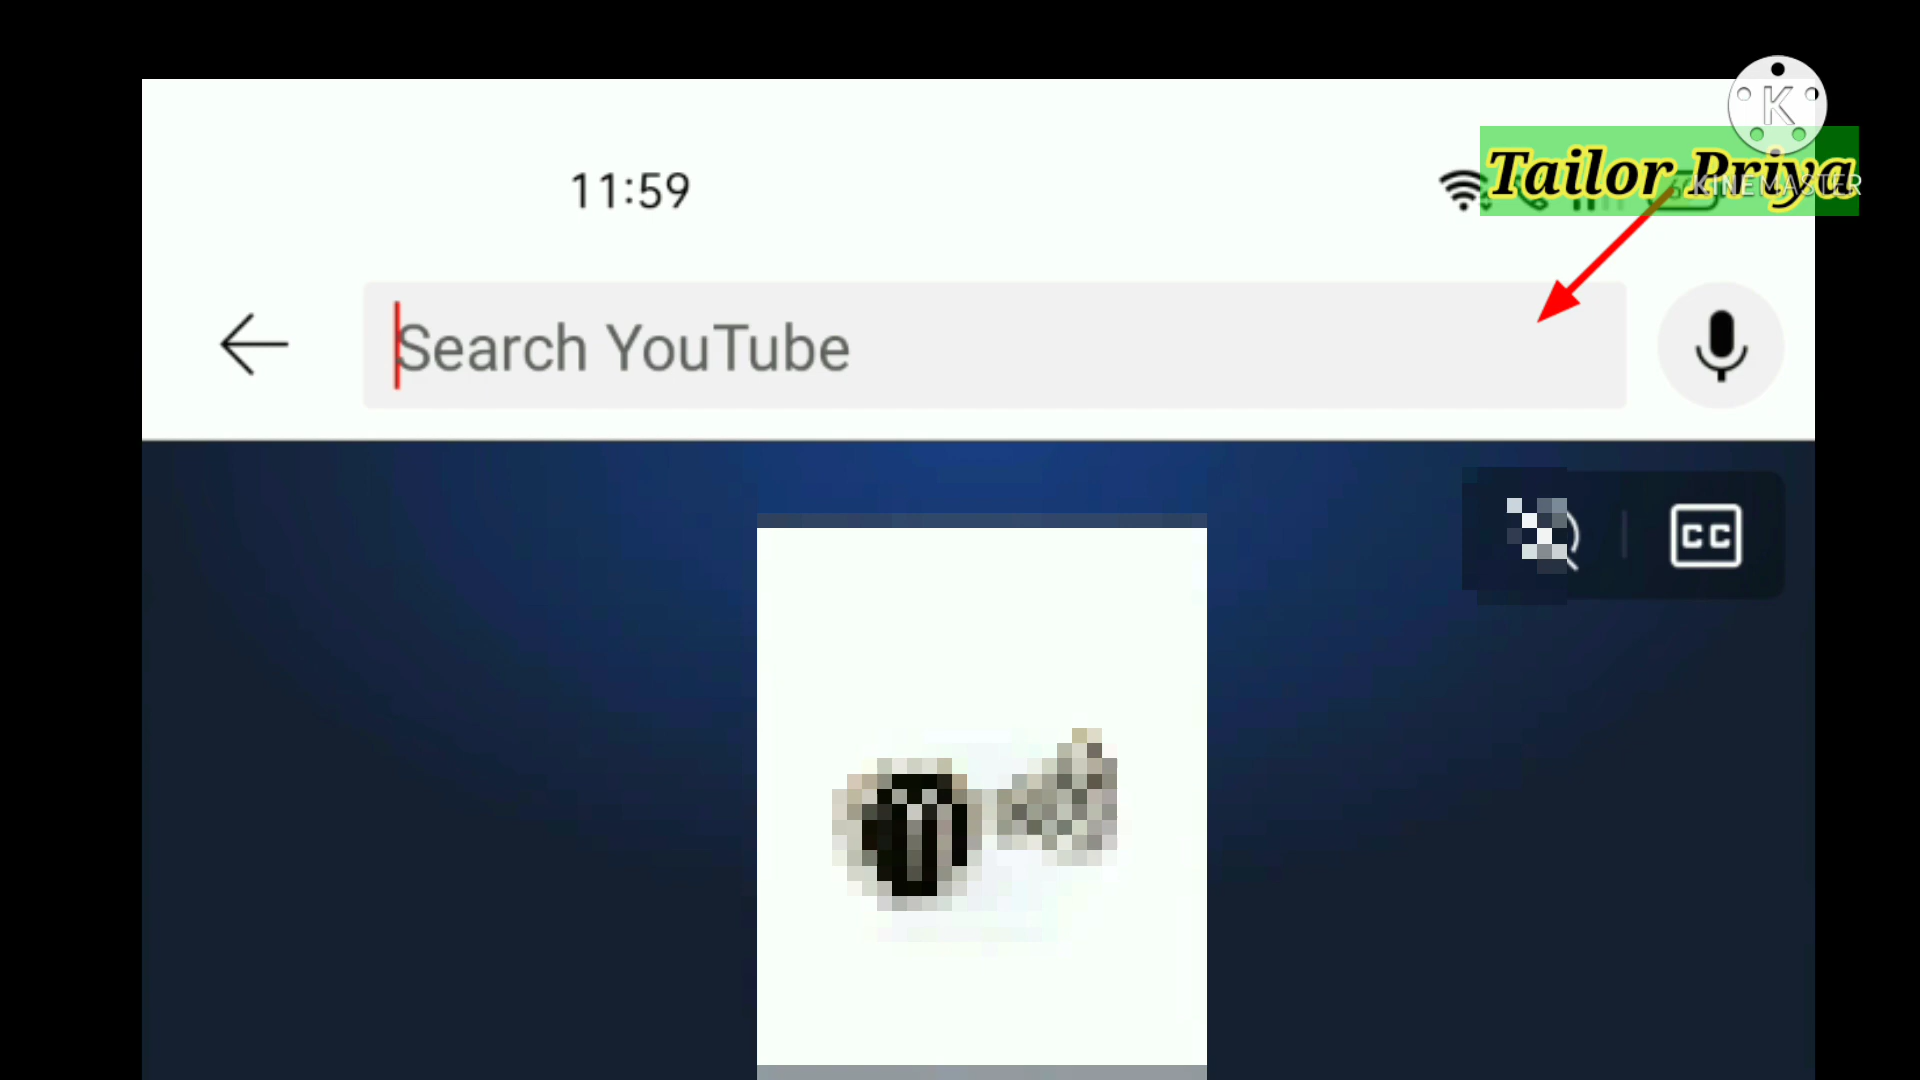 11:59
Tailor Priya
K
KINEMASTER
Search YouTube
CC